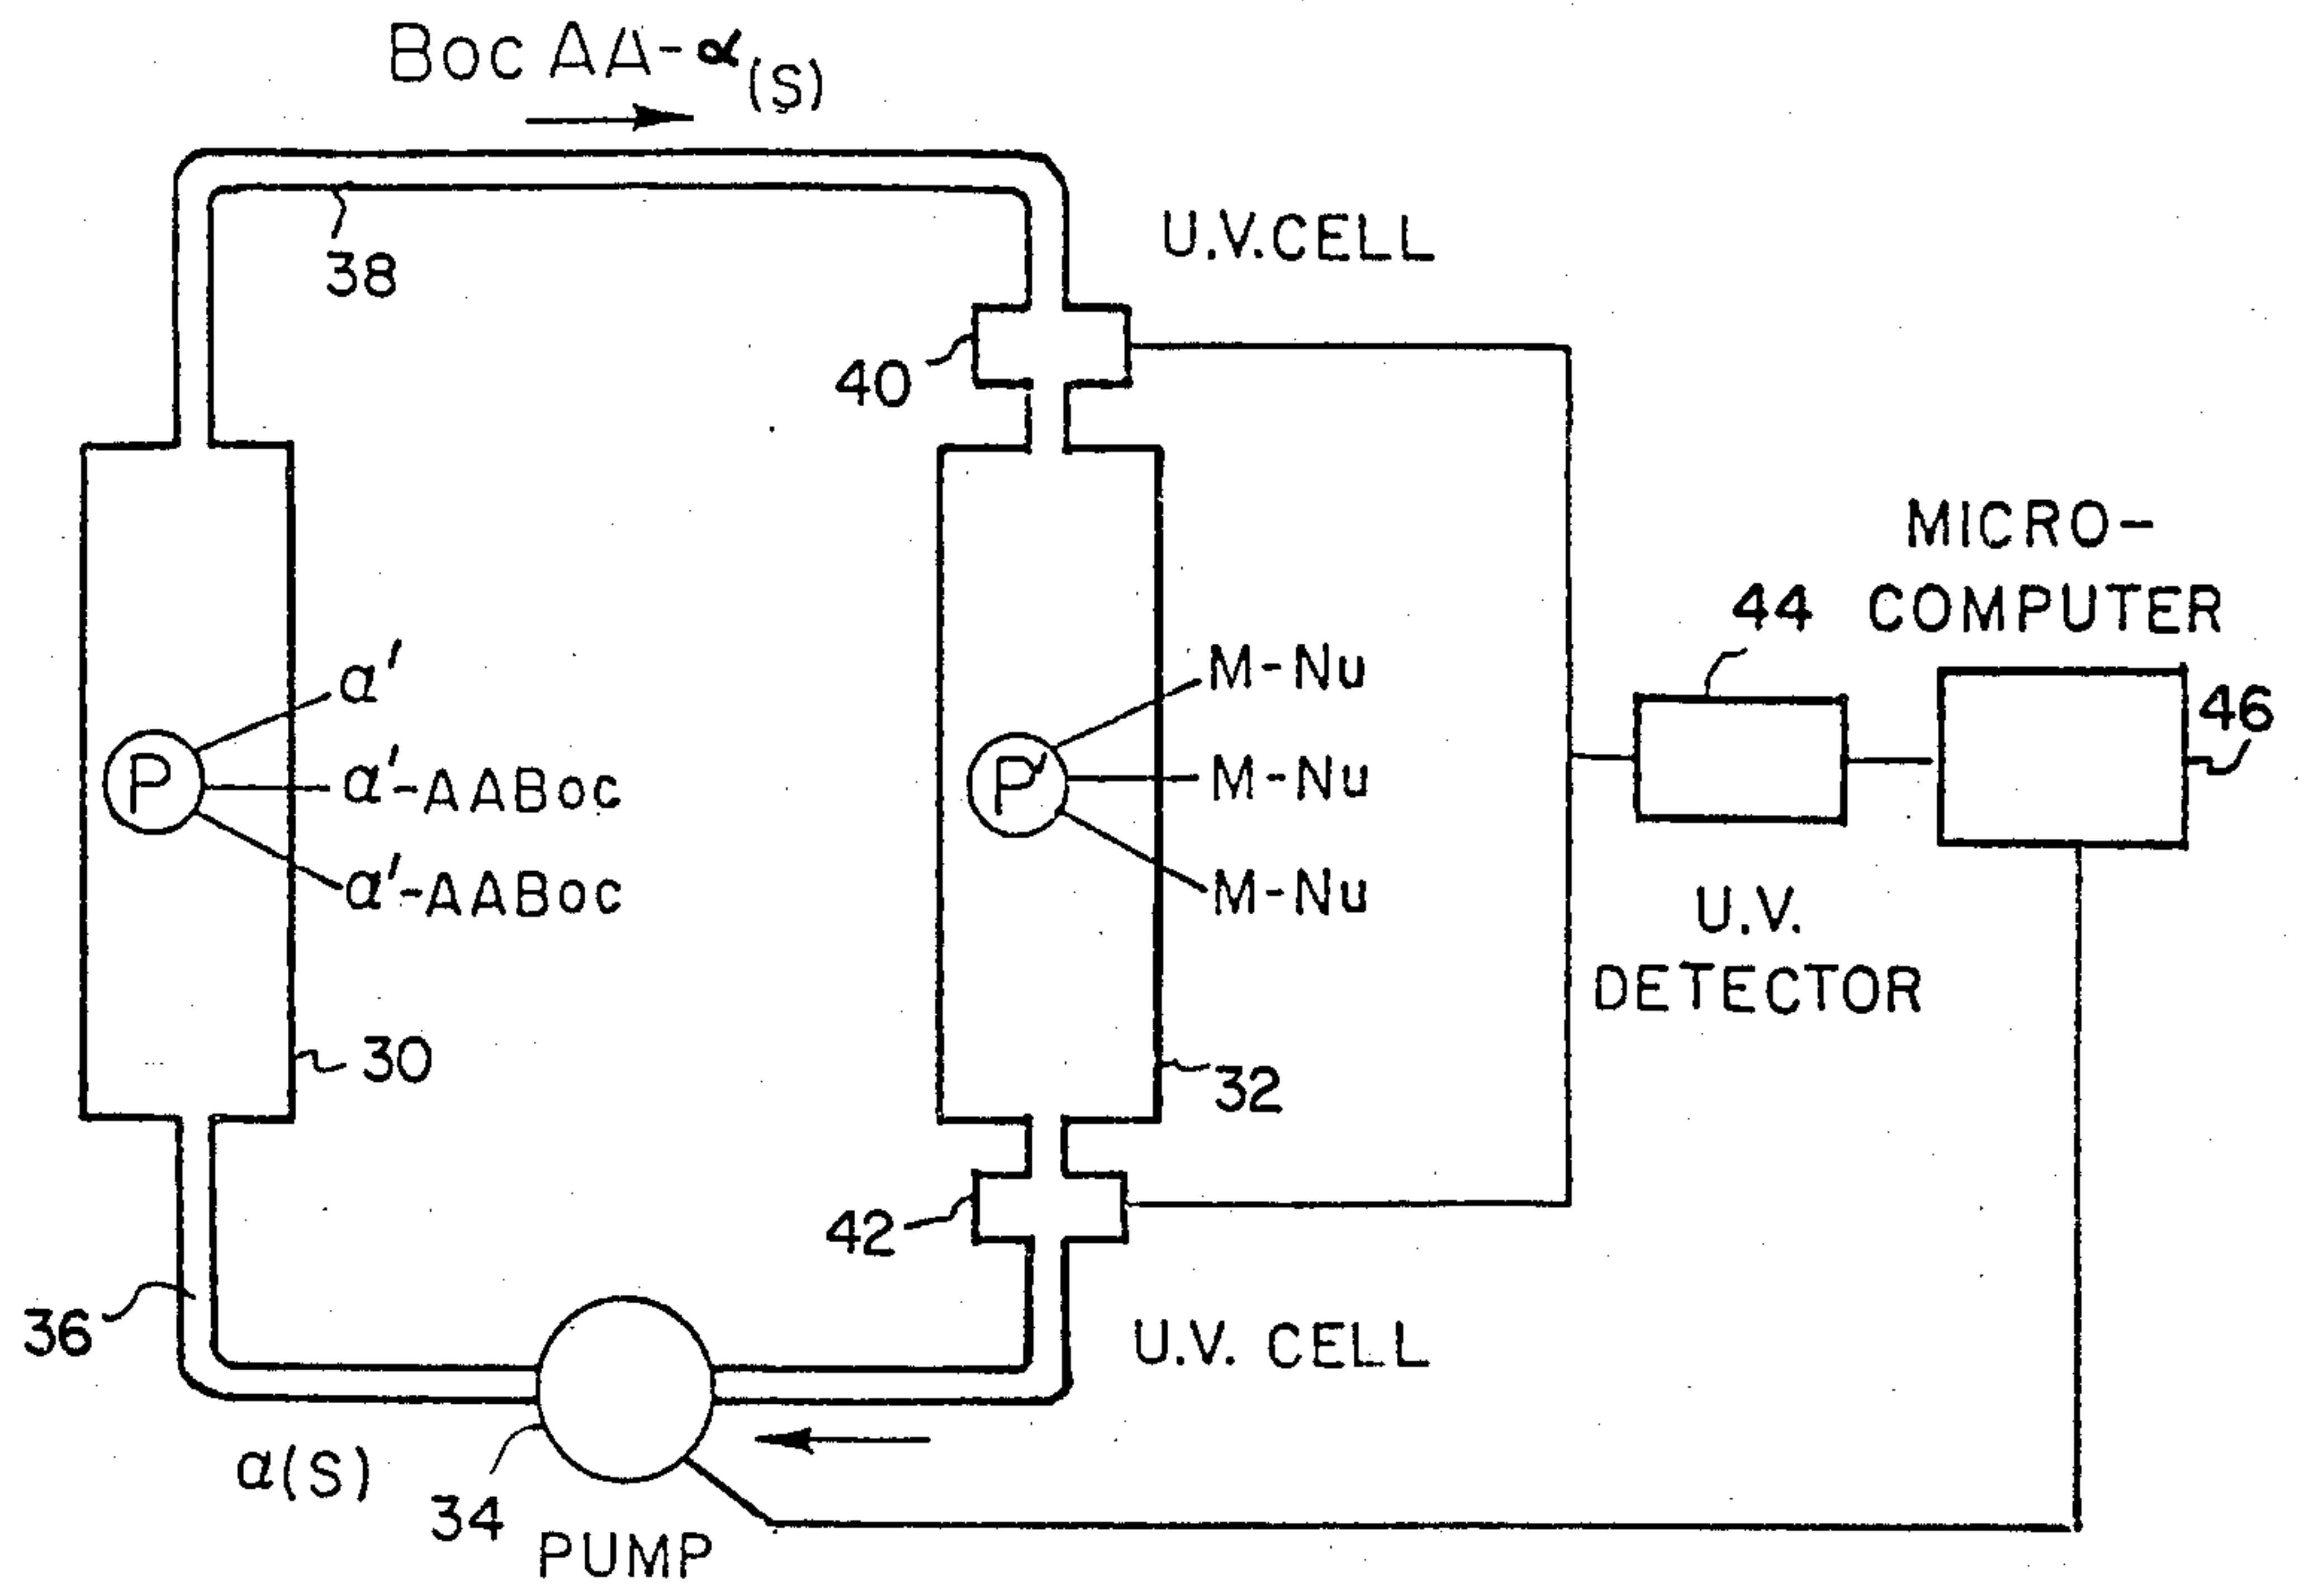 Boc AA-α(S)
38
U.V. CELL
40
MICRO-
COMPUTER
44
46
α'
P
α'-AABoc
α'-AABoc
M-Nu
P'
M-Nu
M-Nu
U.V.
DETECTOR
30
32
42
36
U.V. CELL
α(S)
34
PUMP